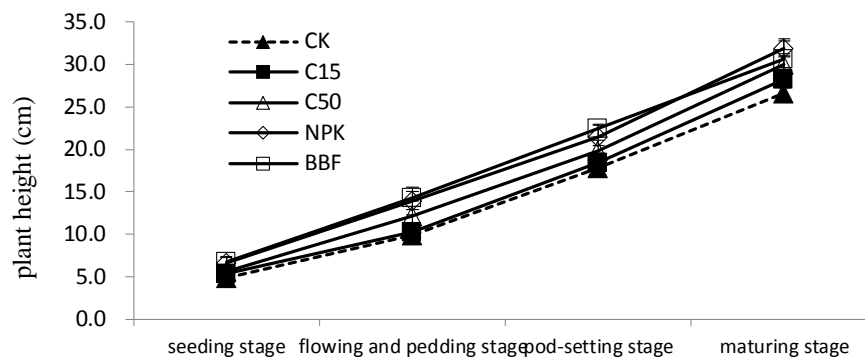 35.0
30.0
25.0
20.0
15.0
10.0
5.0
0.0
plant height (cm)
CK
C15
C50
NPK
BBF
seeding stage flowing and pedding stage pod-setting stage maturing stage